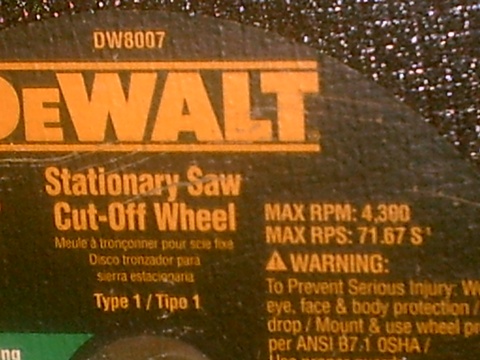 DW8007
DEWALT
Stationary Saw
Cut-Off Wheel
Meule à tronçonner pour scie fixe
Disco tronzador para
sierra estacionaria
Type 1 / Tipo 1
MAX RPM: 4,300
MAX RPS: 71.67 S⁻¹
⚠ WARNING:
To Prevent Serious Injury:
eye, face & body protection /
drop / Mount & use wheel
per ANSI B7.1 OSHA /